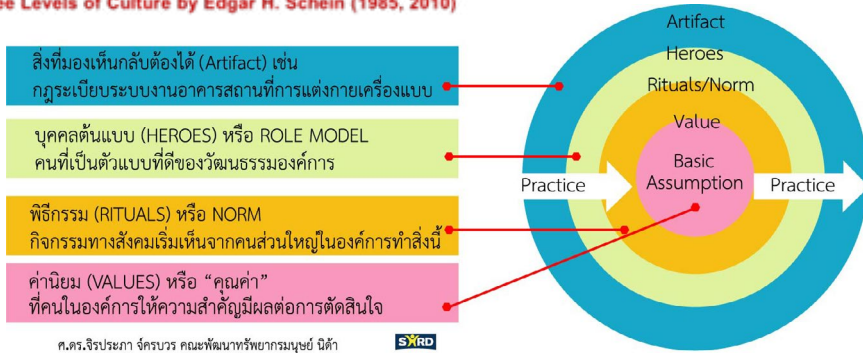 ee Levels of Culture by Edgar H. Schein (1985, 2010)
สิ่งที่มองเห็นกลับต้องได้ (Artifact) เช่น
กฎระเบียบระบบงานอาคารสถานที่การแต่งกายเครื่องแบบ
บุคคลต้นแบบ (HEROES) หรือ ROLE MODEL
คนที่เป็นตัวแบบที่ดีของวัฒนธรรมองค์การ
พิธีกรรม (RITUALS) หรือ NORM
กิจกรรมทางสังคมเริ่มเห็นจากคนส่วนใหญ่ในองค์การทำสิ่งนี้
ค่านิยม (VALUES) หรือ “คุณค่า”
ที่คนในองค์การให้ความสำคัญมีผลต่อการตัดสินใจ
ศ.ดร.จิรประภา อัครบวร คณะพัฒนาทรัพยากรมนุษย์ นิด้า
Artifact
Heroes
Rituals/Norm
Value
Basic
Assumption
Practice
Practice